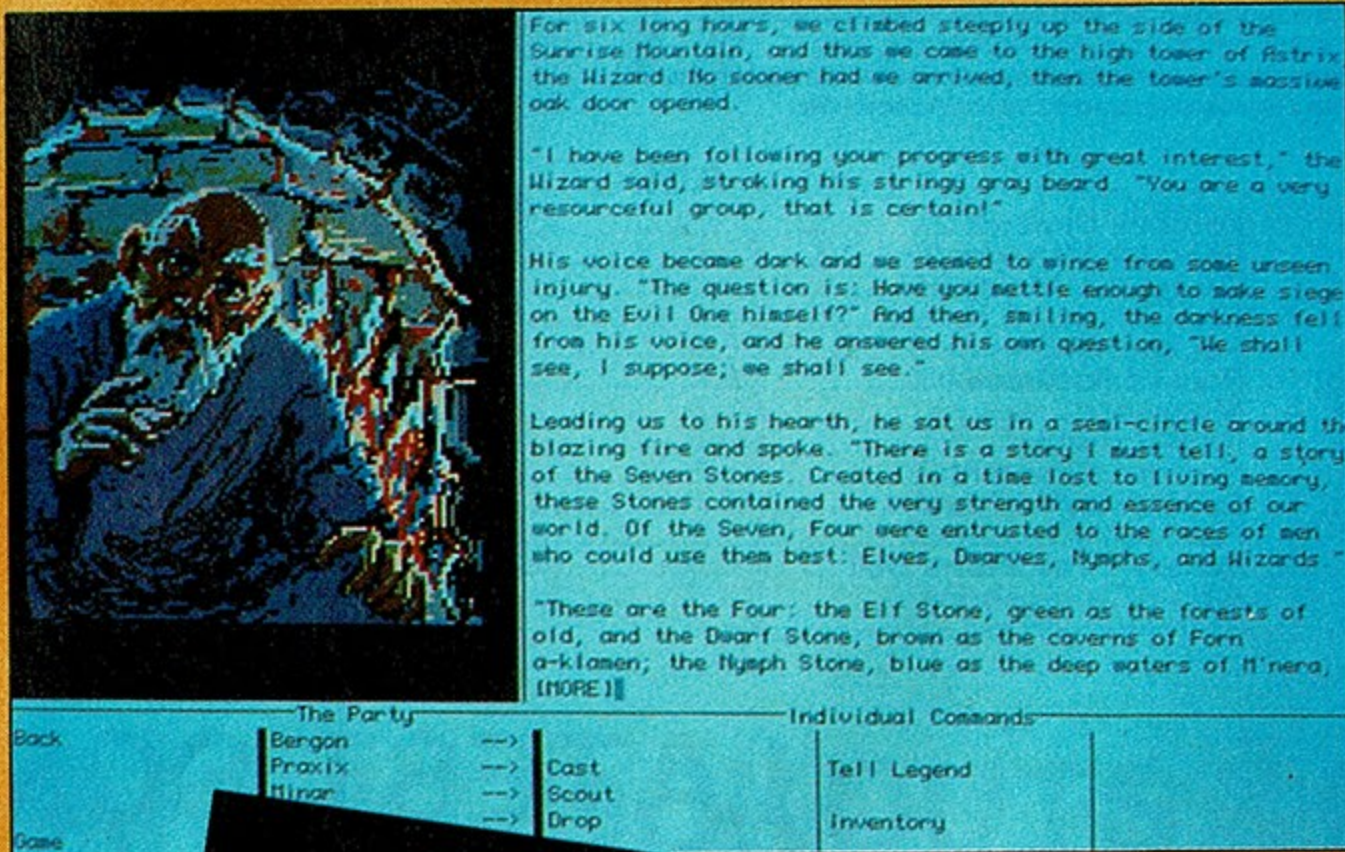 For six long hours, we climbed steeply up the side of the
Sunrise Mountain, and thus we came to the high tower of Astrix
the Wizard. No sooner had we arrived, then the tower's massive
oak door opened.
"I have been following your progress with great interest," the
Wizard said, stroking his stringy gray beard. "You are a very
resourceful group, that is certain!"
His voice became dark and we seemed to wince from some unseen
injury. "The question is: Have you mettle enough to make siege
on the Evil One himself?" And then, smiling, the darkness fell
from his voice, and he answered his own question, "We shall
see, I suppose; we shall see."
Leading us to his hearth, he sat us in a semi-circle around th
blazing fire and spoke. "There is a story I must tell, a story
of the Seven Stones. Created in a time lost to living memory,
these Stones contained the very strength and essence of our
world. Of the Seven, Four were entrusted to the races of men
who could use them best: Elves, Dwarves, Nymphs, and Wizards."
"These are the Four: the Elf Stone, green as the forests of
old, and the Dwarf Stone, brown as the caverns of Forn
a-klamen; the Nymph Stone, blue as the deep waters of M'nera,
[MORE]
The Party Individual Commands
Back Bergon -->
Praxix --> Cast Tell Legend
Minar --> Scout
--> Drop Inventory
Game